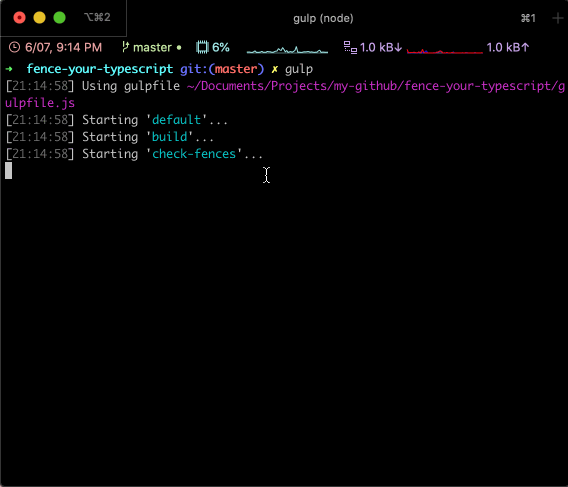 ⌥⌘2 gulp (node) ⌘1 +
6/07, 9:14 PM master ● 6% 1.0 kB↓ 1.0 kB↑
➜ fence-your-typescript git:(master) ✗ gulp
[21:14:58] Using gulpfile ~/Documents/Projects/my-github/fence-your-typescript/g
ulpfile.js
[21:14:58] Starting 'default'...
[21:14:58] Starting 'build'...
[21:14:58] Starting 'check-fences'...